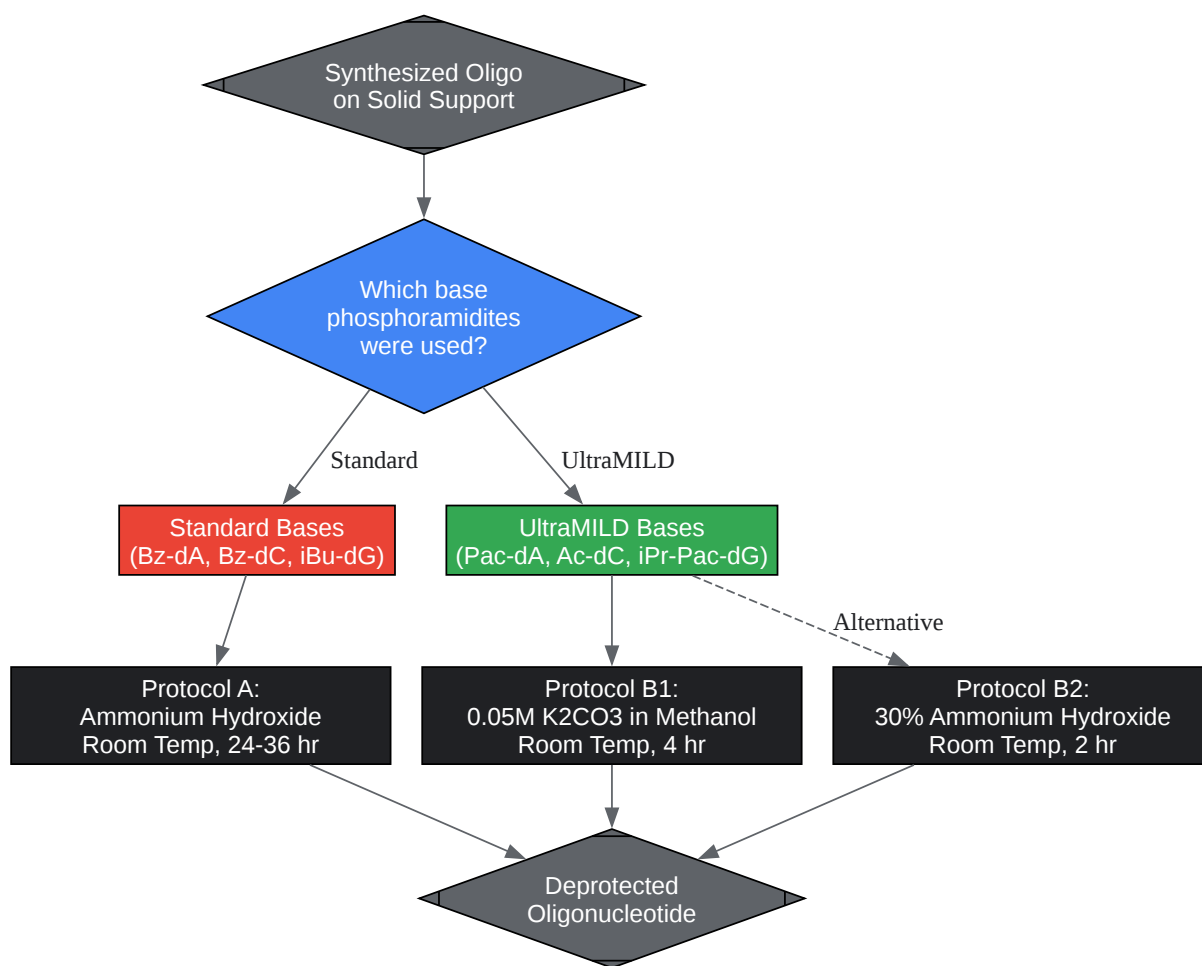 Synthesized Oligo
on Solid Support
Which base
phosphoramidites
were used?
Standard
UltraMILD
Standard Bases
(Bz-dA, Bz-dC, iBu-dG)
UltraMILD Bases
(Pac-dA, Ac-dC, iPr-Pac-dG)
Alternative
Protocol A:
Ammonium Hydroxide
Room Temp, 24-36 hr
Protocol B1:
0.05M K2CO3 in Methanol
Room Temp, 4 hr
Protocol B2:
30% Ammonium Hydroxide
Room Temp, 2 hr
Deprotected
Oligonucleotide